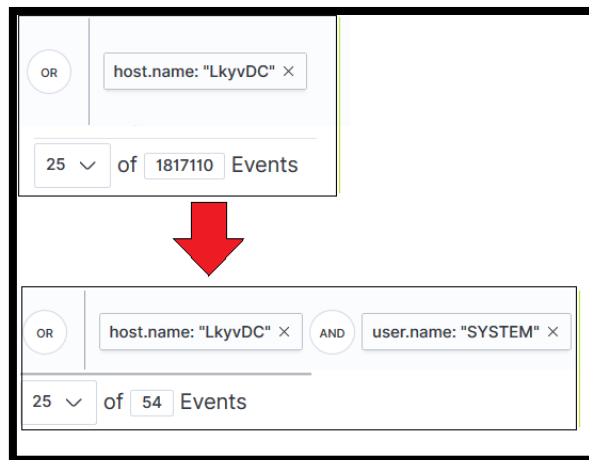 OR host.name: "LkyvDC" ×
25 of 1817110 Events
OR host.name: "LkyvDC" × AND user.name: "SYSTEM" ×
25 of 54 Events